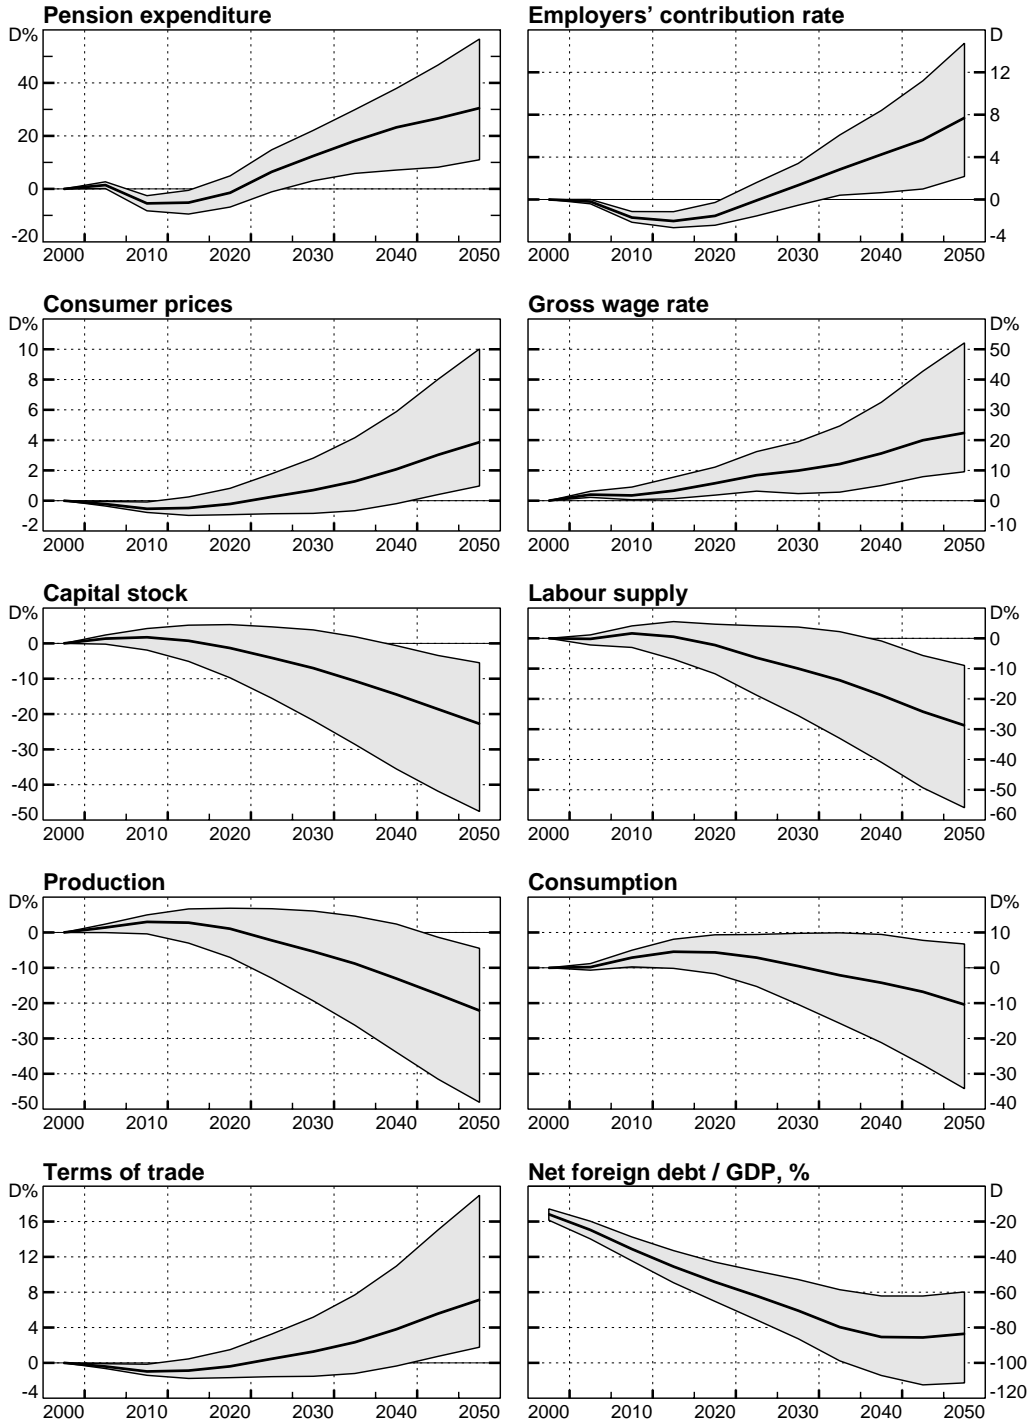 Pension expenditure
D%
40
20
0
-20
2000 2010 2020 2030 2040 2050
Employers’ contribution rate
D
12
8
4
0
-4
2000 2010 2020 2030 2040 2050
Consumer prices
D%
10
8
6
4
2
0
-2
2000 2010 2020 2030 2040 2050
Gross wage rate
D%
50
40
30
20
10
0
-10
2000 2010 2020 2030 2040 2050
Capital stock
D%
0
-10
-20
-30
-40
-50
2000 2010 2020 2030 2040 2050
Labour supply
D%
0
-10
-20
-30
-40
-50
-60
2000 2010 2020 2030 2040 2050
Production
D%
0
-10
-20
-30
-40
-50
2000 2010 2020 2030 2040 2050
Consumption
D%
10
0
-10
-20
-30
-40
2000 2010 2020 2030 2040 2050
Terms of trade
D%
16
12
8
4
0
-4
2000 2010 2020 2030 2040 2050
Net foreign debt / GDP, %
D
-20
-40
-60
-80
-100
-120
2000 2010 2020 2030 2040 2050